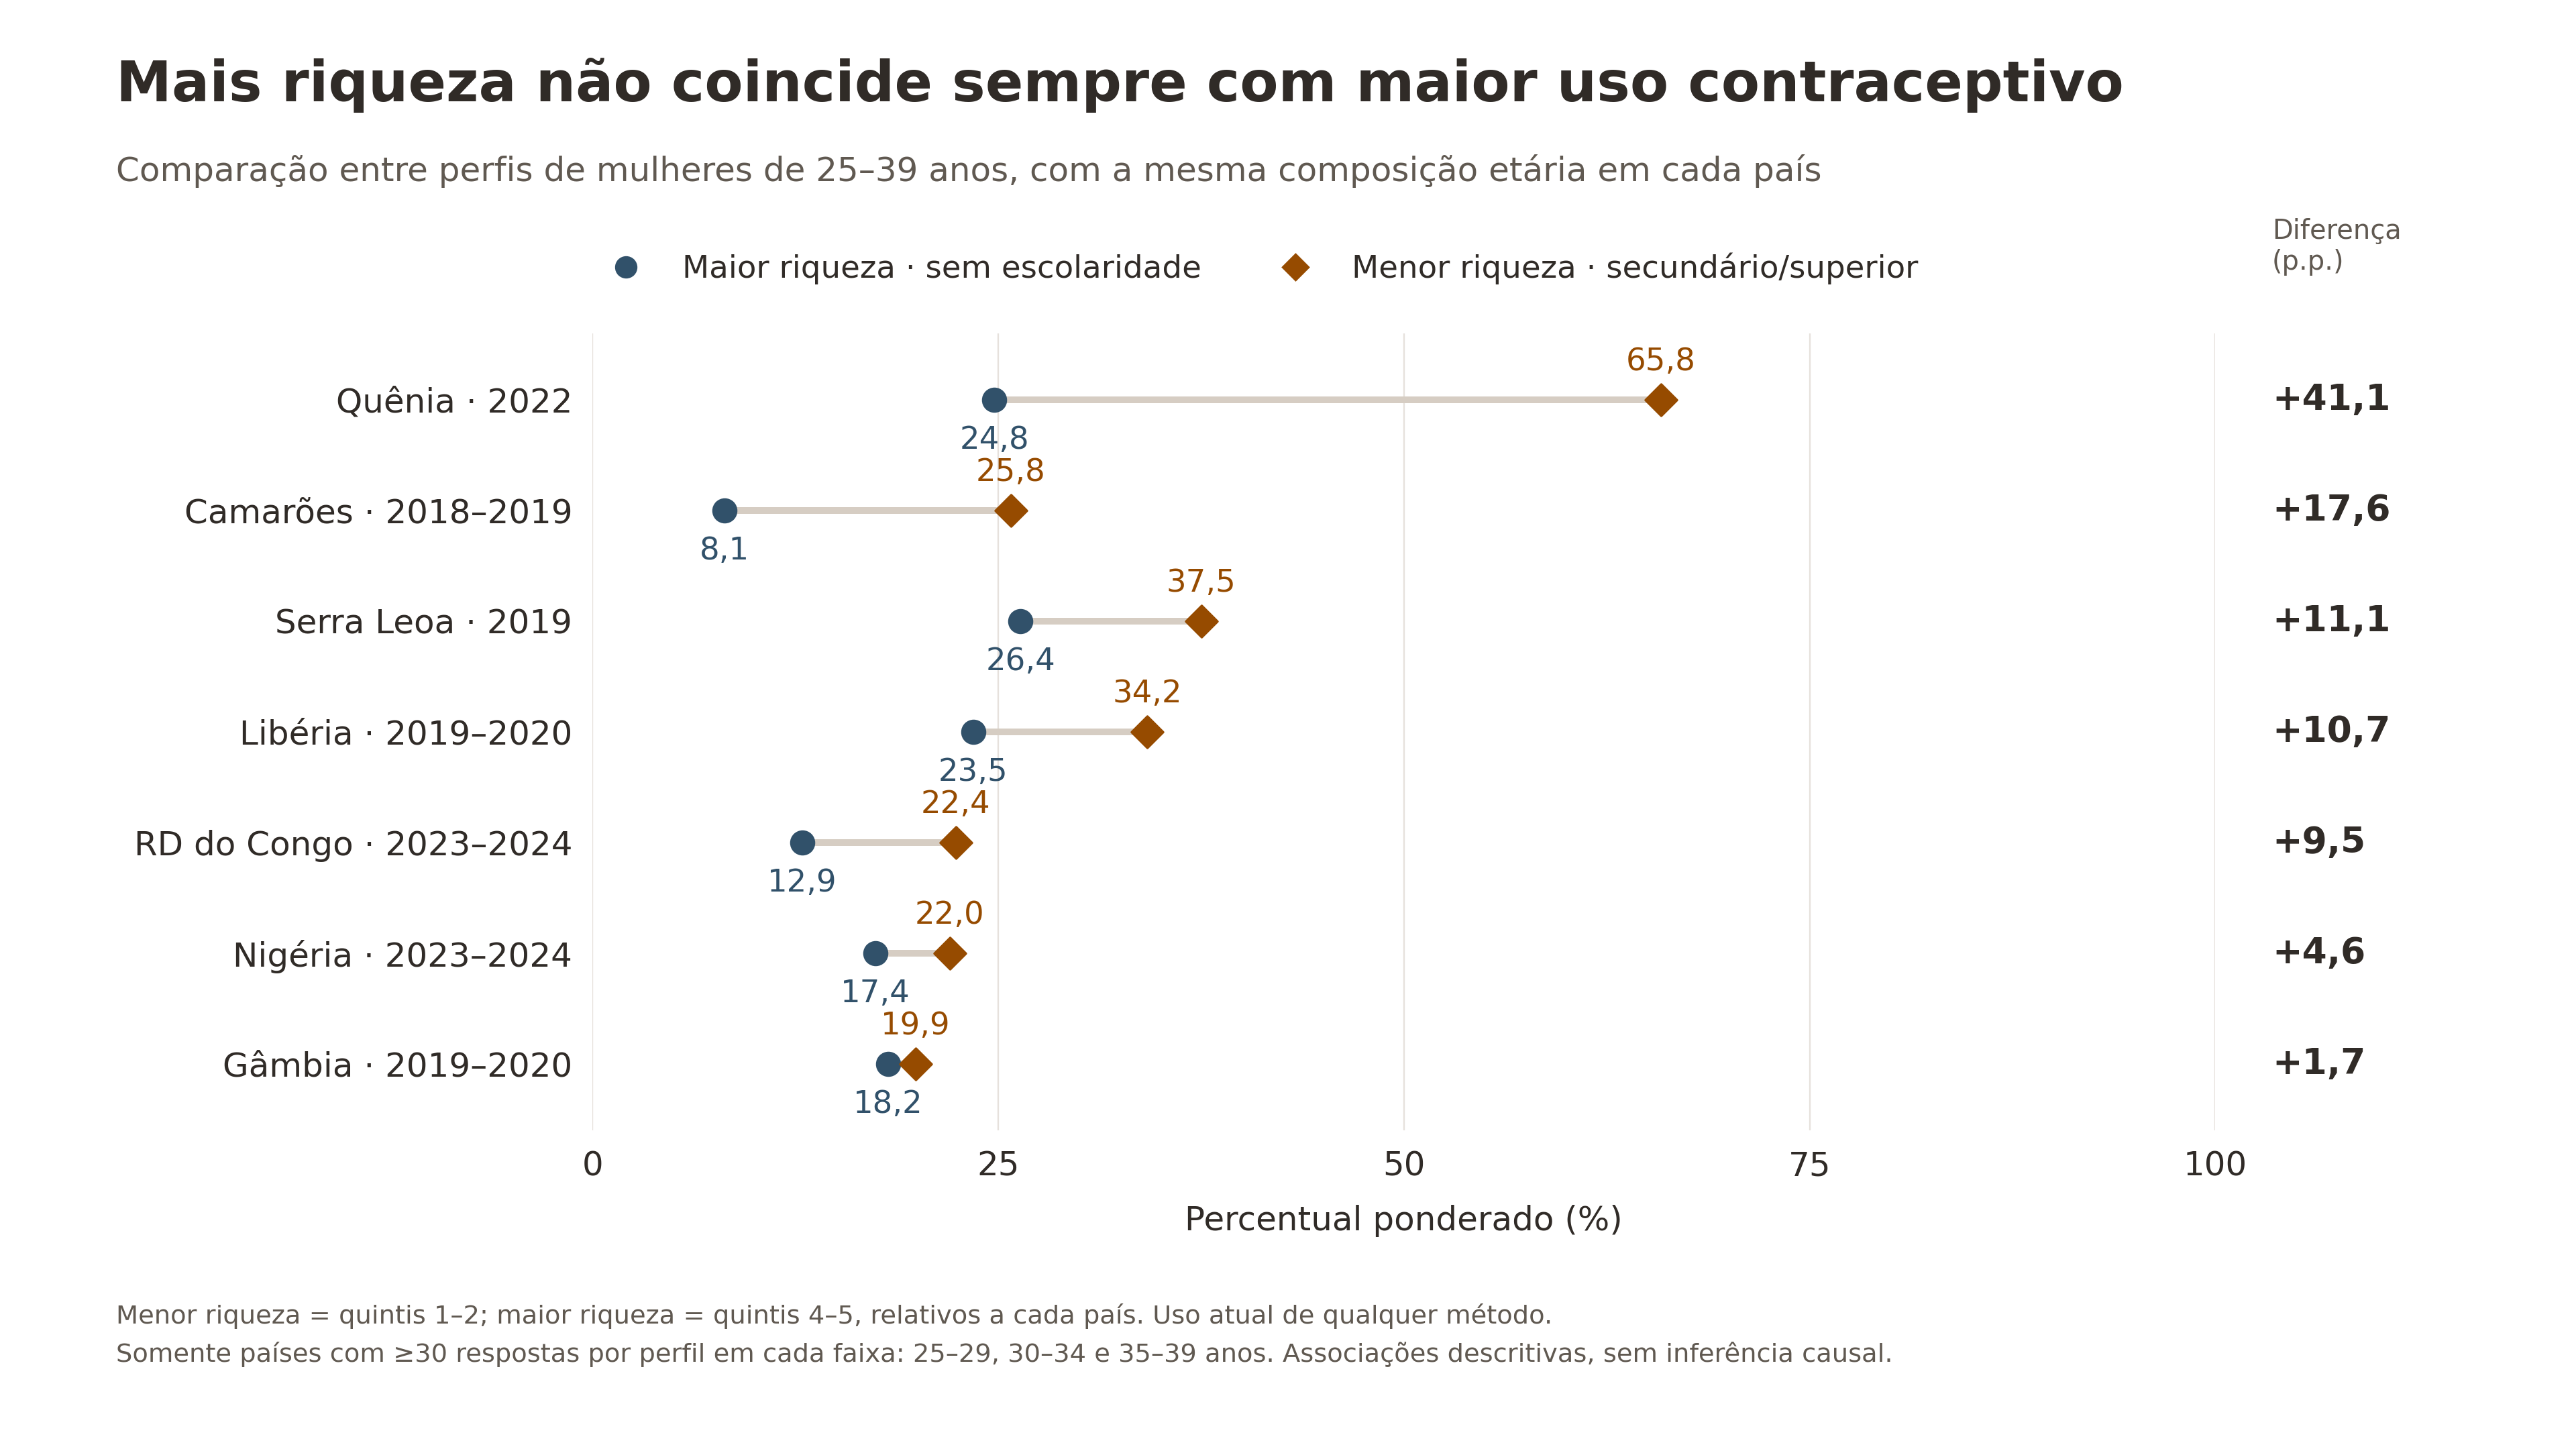 Mais riqueza não coincide sempre com maior uso contraceptivo
Comparação entre perfis de mulheres de 25–39 anos, com a mesma composição etária em cada país
Diferença
(p.p.)
Maior riqueza · sem escolaridade
Menor riqueza · secundário/superior
65,8
Quênia · 2022
+41,1
24,8
25,8
Camarões · 2018–2019
+17,6
8,1
37,5
Serra Leoa · 2019
+11,1
26,4
34,2
Libéria · 2019–2020
+10,7
23,5
22,4
RD do Congo · 2023–2024
+9,5
12,9
22,0
Nigéria · 2023–2024
+4,6
17,4
19,9
Gâmbia · 2019–2020
+1,7
18,2
0
25
50
75
100
Percentual ponderado (%)
Menor riqueza = quintis 1–2; maior riqueza = quintis 4–5, relativos a cada país. Uso atual de qualquer método.
Somente países com ≥30 respostas por perfil em cada faixa: 25–29, 30–34 e 35–39 anos. Associações descritivas, sem inferência causal.